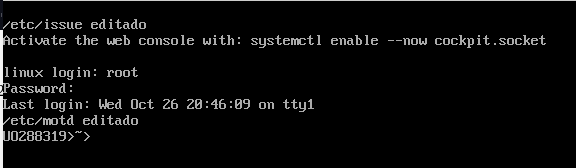 /etc/issue editado
Activate the web console with: systemctl enable --now cockpit.socket
linux login: root
Password:
Last login: Wed Oct 26 20:46:09 on tty1
/etc/motd editado
UO288319>~>